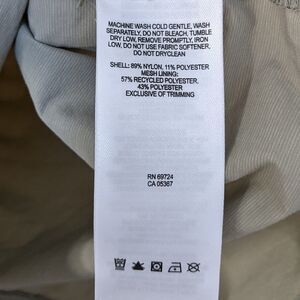 MACHINE WASH COLD GENTLE, WASH
SEPARATELY, DO NOT BLEACH, TUMBLE
DRY LOW, REMOVE PROMPTLY, IRON
LOW, DO NOT USE FABRIC SOFTENER,
DO NOT DRYCLEAN
SHELL: 89% NYLON, 11% POLYESTER
MESH LINING:
57% RECYCLED POLYESTER,
43% POLYESTER
EXCLUSIVE OF TRIMMING
RN 69724
CA 05367